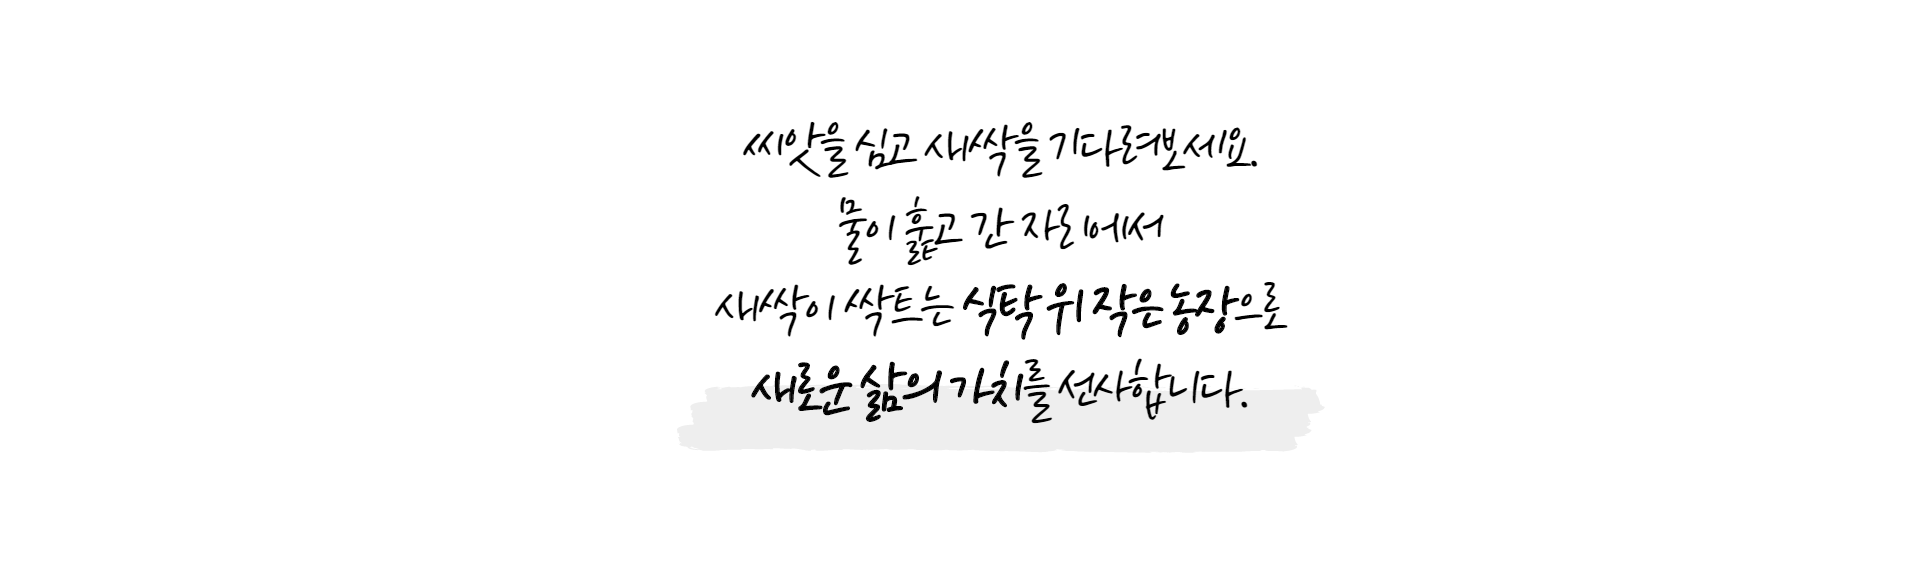 씨앗을 심고 새싹을 기다려보세요.
물이 훑고 간 자리에서
새싹이 싹트는 식탁 위 작은 농장으로
새로운 삶의 가치를 선사합니다.